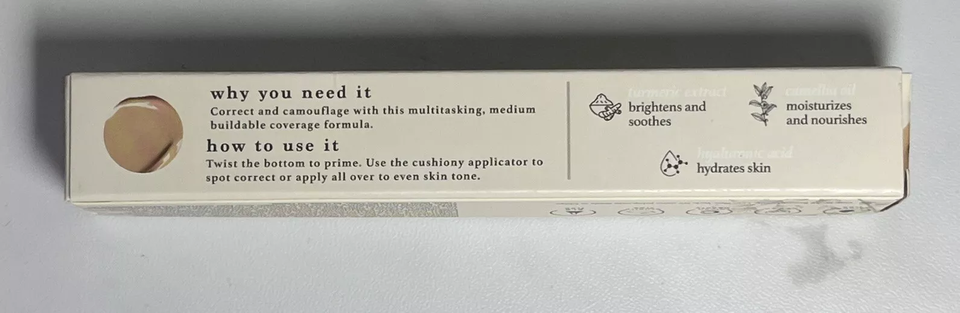 why you need it
Correct and camouflage with this multitasking, medium
buildable coverage formula.
how to use it
Twist the bottom to prime. Use the cushiony applicator to
spot correct or apply all over to even skin tone.
turmeric extract
brightens and
soothes
camellia oil
moisturizes
and nourishes
hyaluronic acid
hydrates skin